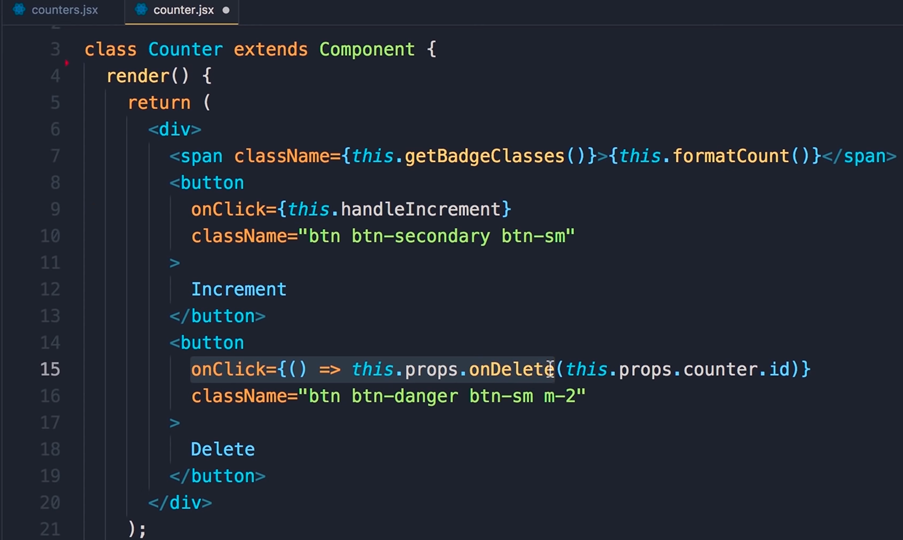 counters.jsx
counter.jsx
3 class Counter extends Component {
4 render() {
5 return (
6 <div>
7 <span className={this.getBadgeClasses()}>{this.formatCount()}</span>
8 <button
9 onClick={this.handleIncrement}
10 className="btn btn-secondary btn-sm"
11 >
12 Increment
13 </button>
14 <button
15 onClick={() => this.props.onDelete(this.props.counter.id)}
16 className="btn btn-danger btn-sm m-2"
17 >
18 Delete
19 </button>
20 </div>
21 );